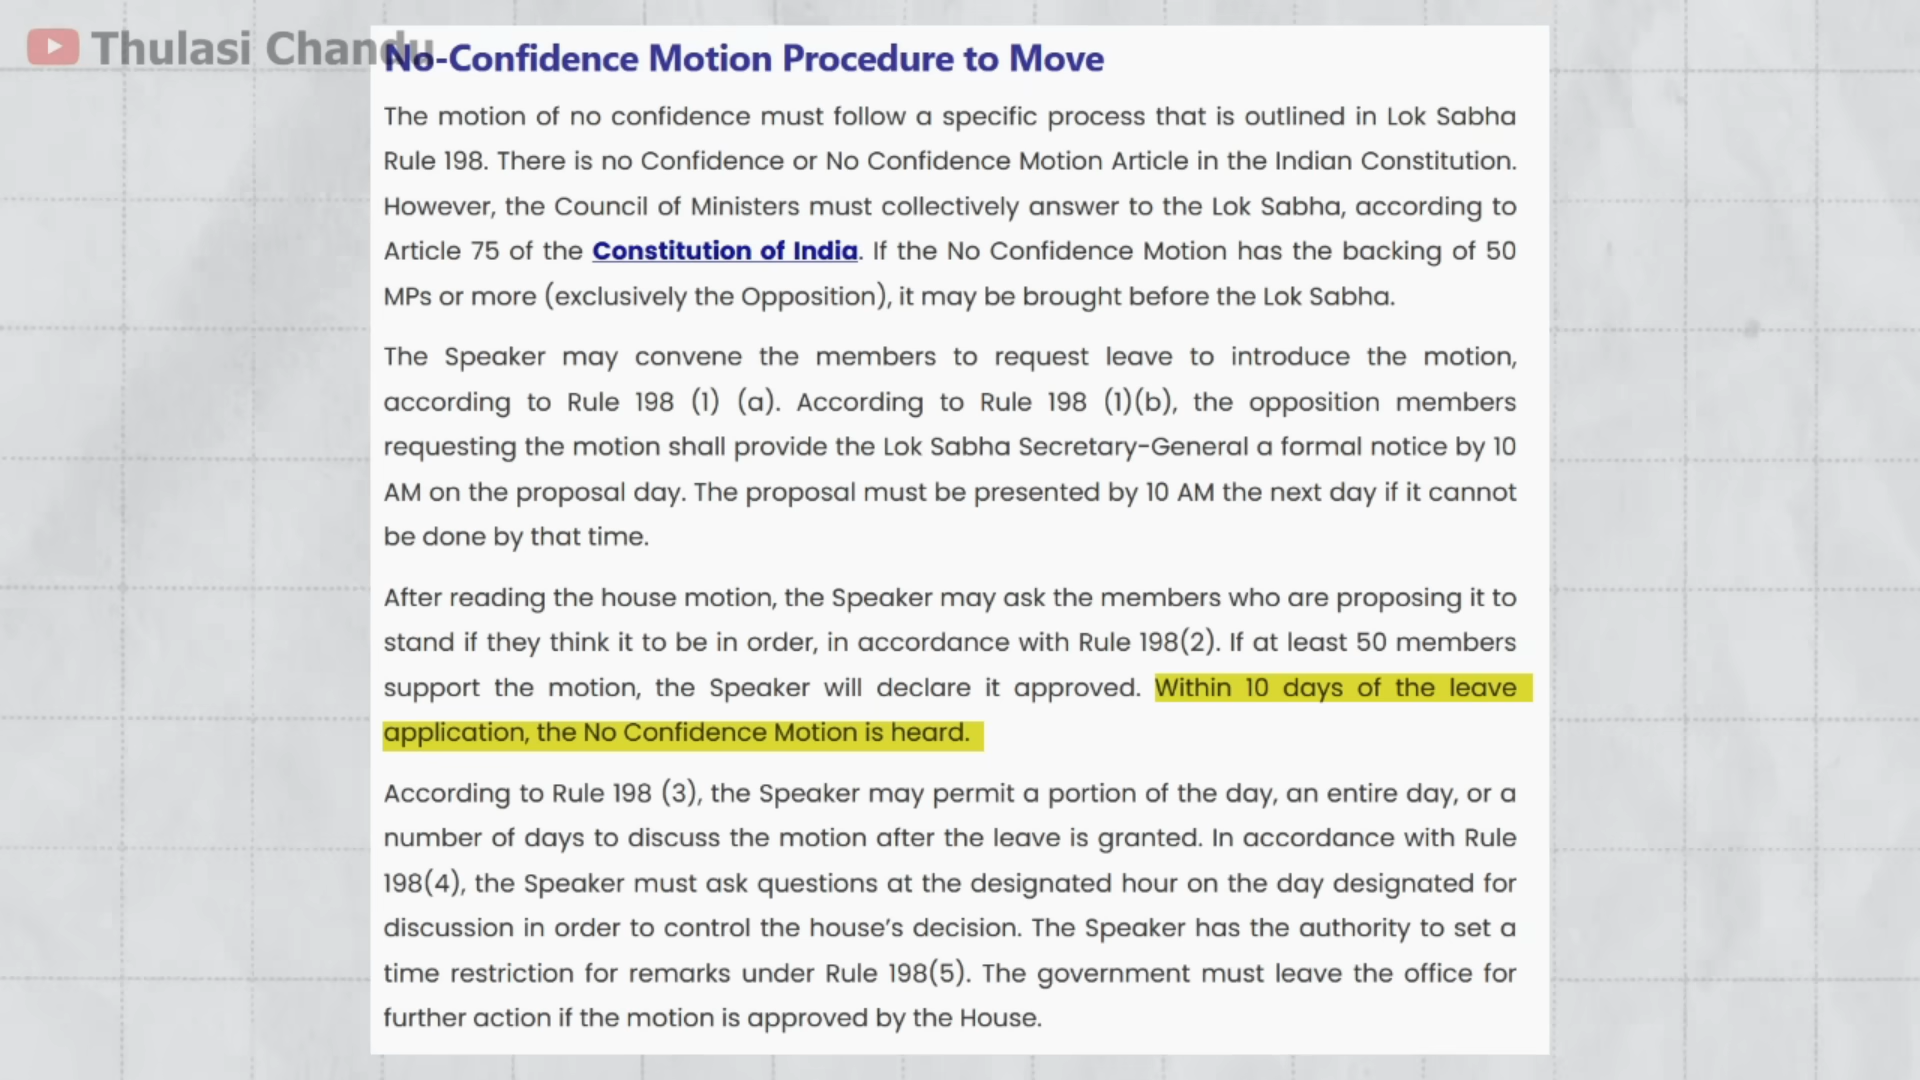 Thulasi Chandu
No-Confidence Motion Procedure to Move
The motion of no confidence must follow a specific process that is outlined in Lok Sabha
Rule 198. There is no Confidence or No Confidence Motion Article in the Indian Constitution.
However, the Council of Ministers must collectively answer to the Lok Sabha, according to
Article 75 of the Constitution of India. If the No Confidence Motion has the backing of 50
MPs or more (exclusively the Opposition), it may be brought before the Lok Sabha.
The Speaker may convene the members to request leave to introduce the motion,
according to Rule 198 (1) (a). According to Rule 198 (1)(b), the opposition members
requesting the motion shall provide the Lok Sabha Secretary-General a formal notice by 10
AM on the proposal day. The proposal must be presented by 10 AM the next day if it cannot
be done by that time.
After reading the house motion, the Speaker may ask the members who are proposing it to
stand if they think it to be in order, in accordance with Rule 198(2). If at least 50 members
support the motion, the Speaker will declare it approved. Within 10 days of the leave
application, the No Confidence Motion is heard.
According to Rule 198 (3), the Speaker may permit a portion of the day, an entire day, or a
number of days to discuss the motion after the leave is granted. In accordance with Rule
198(4), the Speaker must ask questions at the designated hour on the day designated for
discussion in order to control the house's decision. The Speaker has the authority to set a
time restriction for remarks under Rule 198(5). The government must leave the office for
further action if the motion is approved by the House.